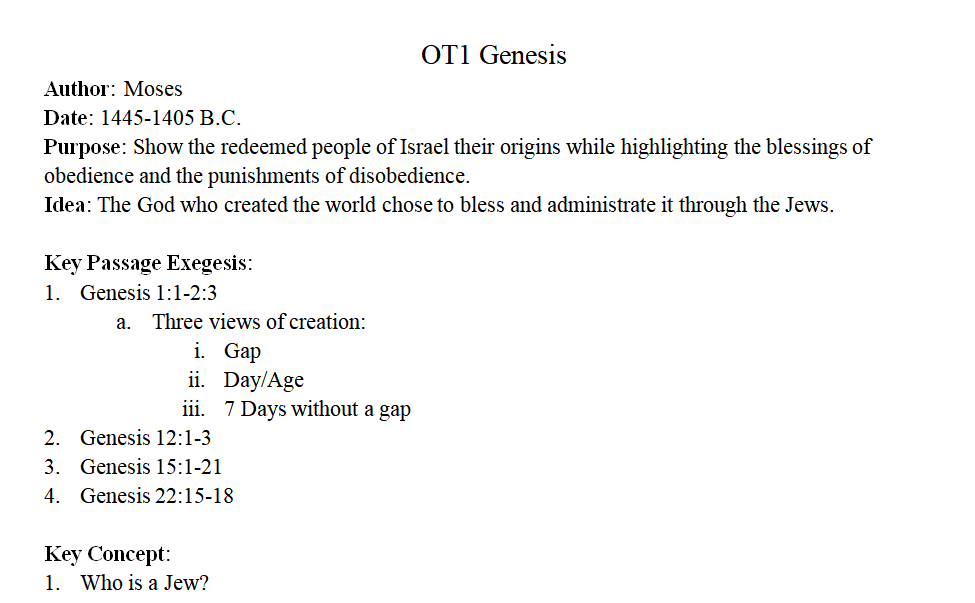 OT1 Genesis
Author: Moses
Date: 1445-1405 B.C.
Purpose: Show the redeemed people of Israel their origins while highlighting the blessings of
obedience and the punishments of disobedience.
Idea: The God who created the world chose to bless and administrate it through the Jews.
Key Passage Exegesis:
1. Genesis 1:1-2:3
a. Three views of creation:
i. Gap
ii. Day/Age
iii. 7 Days without a gap
2. Genesis 12:1-3
3. Genesis 15:1-21
4. Genesis 22:15-18
Key Concept:
1. Who is a Jew?